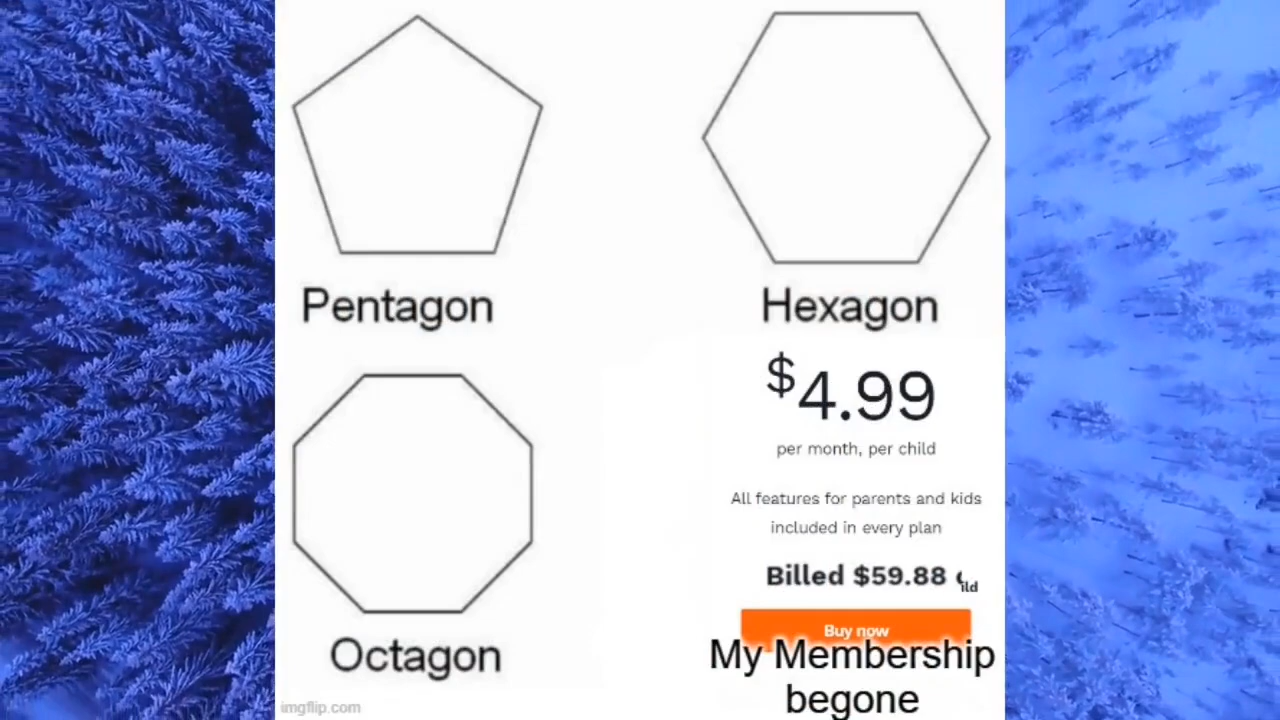 Pentagon
Hexagon
Octagon
$4.99
per month, per child
All features for parents and kids
included in every plan
Billed $59.88
ild
Buy now
My Membership
begone
imgflip.com